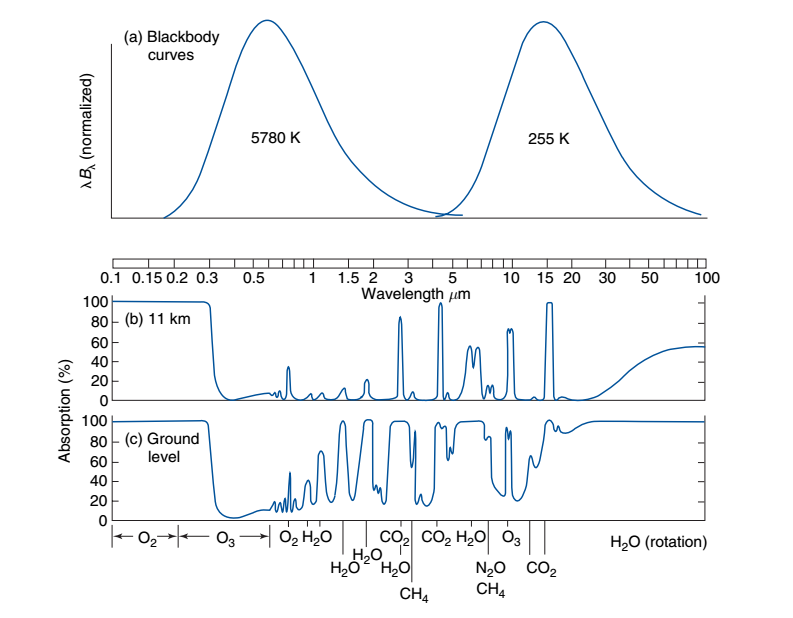 (a) Blackbody
curves
λBλ (normalized)
5780 K
255 K
0.1 0.15 0.2 0.3 0.5 1 1.5 2 3 5 10 15 20 30 50 100
Wavelength μm
Absorption (%)
100
80
60
40
20
0
(b) 11 km
100
80
60
40
20
0
(c) Ground
level
O₂ O₃ O₂ H₂O CO₂ CO₂ H₂O O₃ H₂O (rotation)
H₂O H₂O H₂O N₂O CO₂
CH₄ CH₄